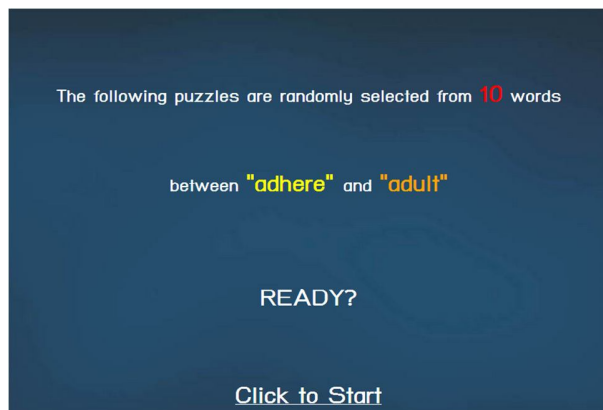 The following puzzles are randomly selected from 10 words
between "adhere" and "adult"
READY?
Click to Start